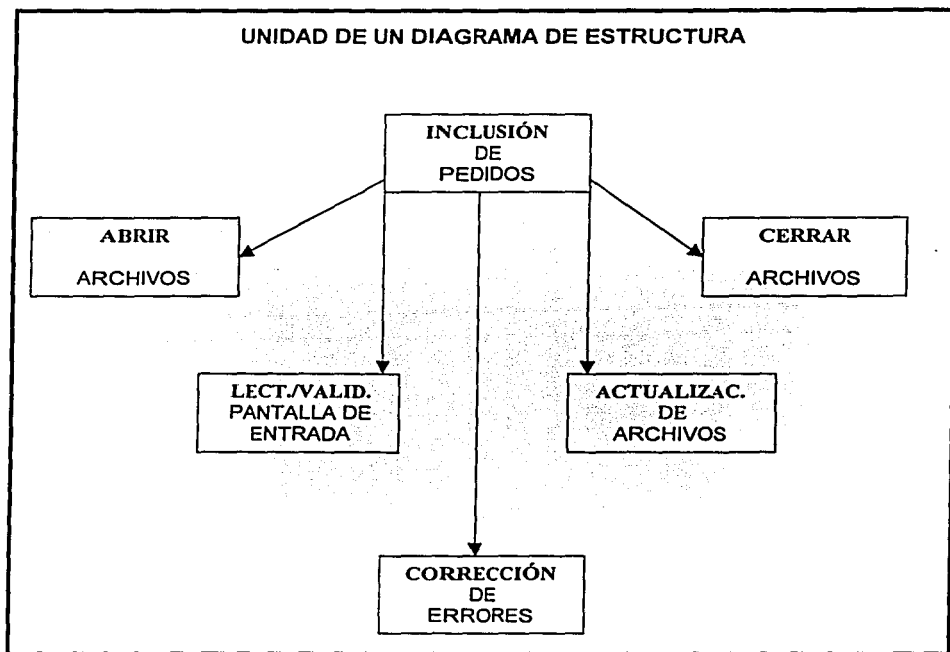 UNIDAD DE UN DIAGRAMA DE ESTRUCTURA
INCLUSIÓN
DE
PEDIDOS
ABRIR
ARCHIVOS
CERRAR
ARCHIVOS
LECT./VALID.
PANTALLA DE
ENTRADA
ACTUALIZAC.
DE
ARCHIVOS
CORRECCIÓN
DE
ERRORES